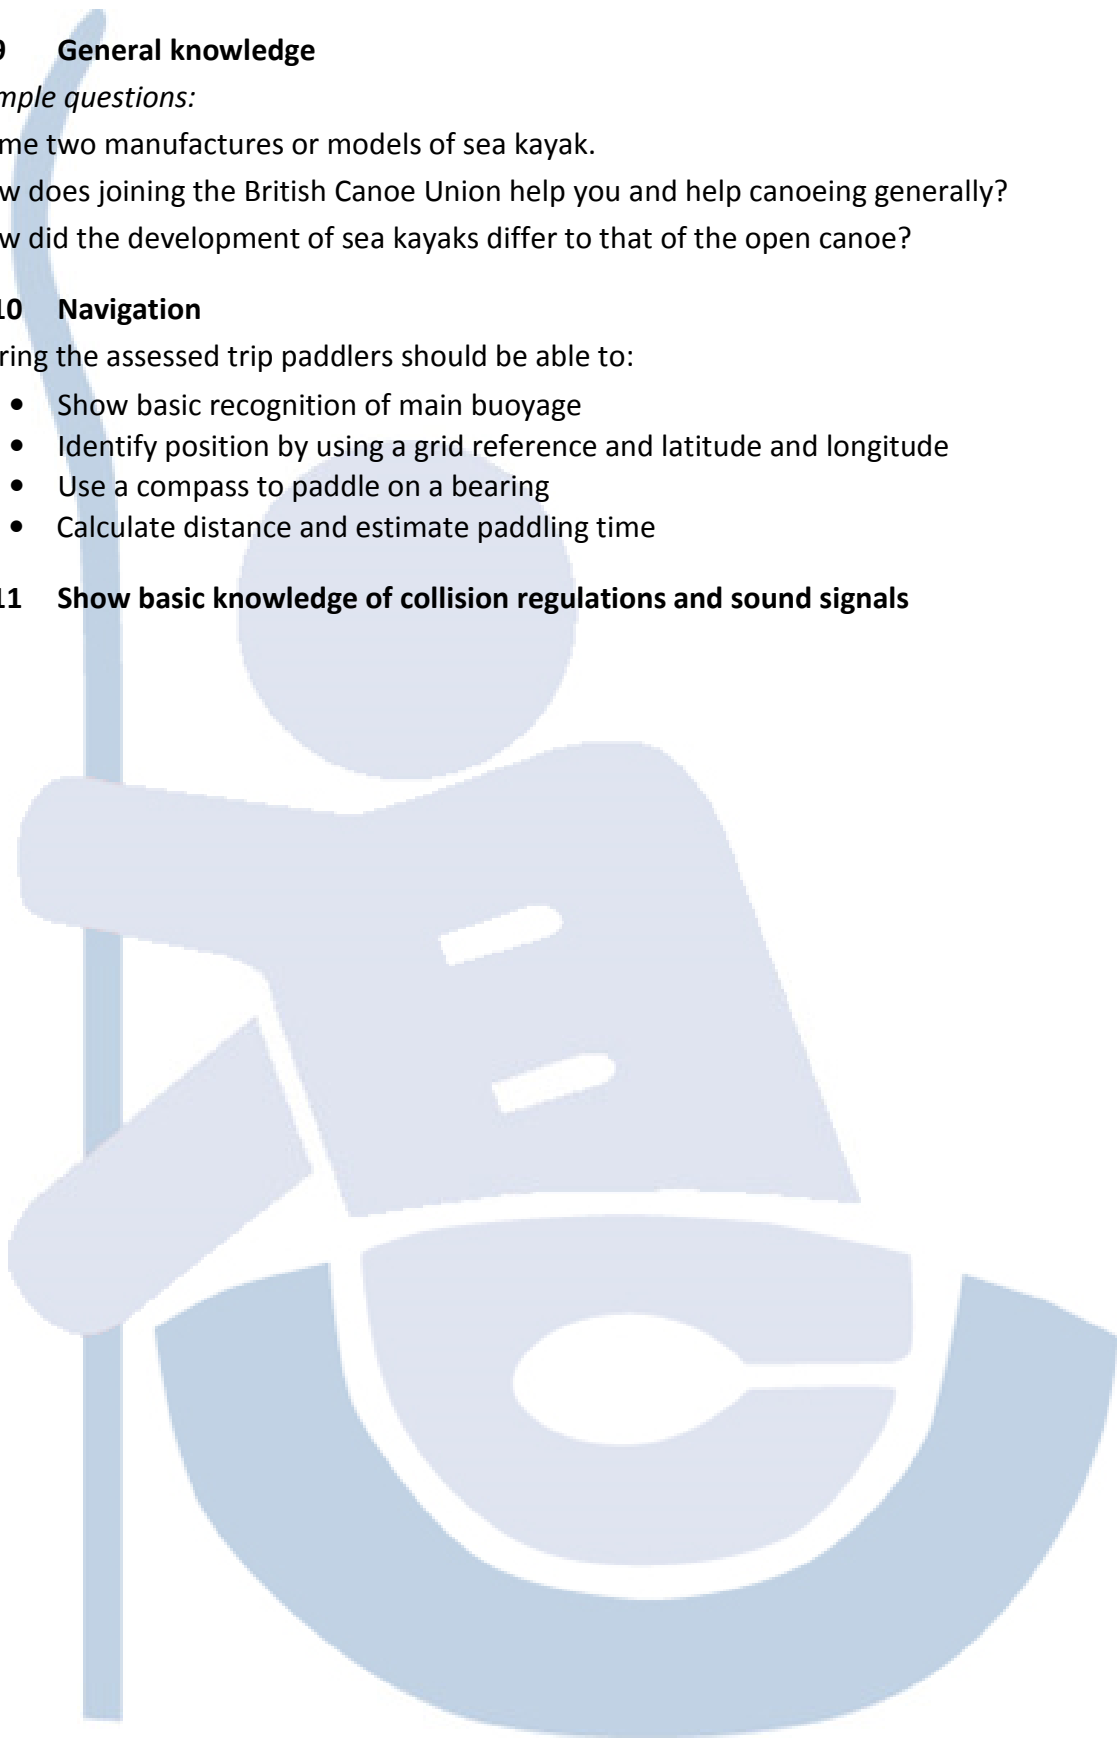 9 General knowledge
mple questions:
me two manufactures or models of sea kayak.
w does joining the British Canoe Union help you and help canoeing generally?
w did the development of sea kayaks differ to that of the open canoe?
10 Navigation
ring the assessed trip paddlers should be able to:
• Show basic recognition of main buoyage
• Identify position by using a grid reference and latitude and longitude
• Use a compass to paddle on a bearing
• Calculate distance and estimate paddling time
11 Show basic knowledge of collision regulations and sound signals